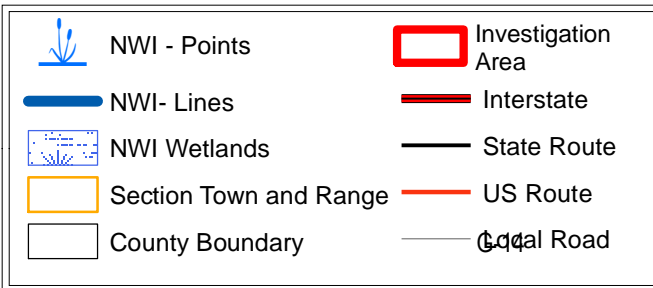 NWI - Points
Investigation
Area
NWI- Lines
Interstate
NWI Wetlands
State Route
Section Town and Range
US Route
County Boundary
Local Road
G-14